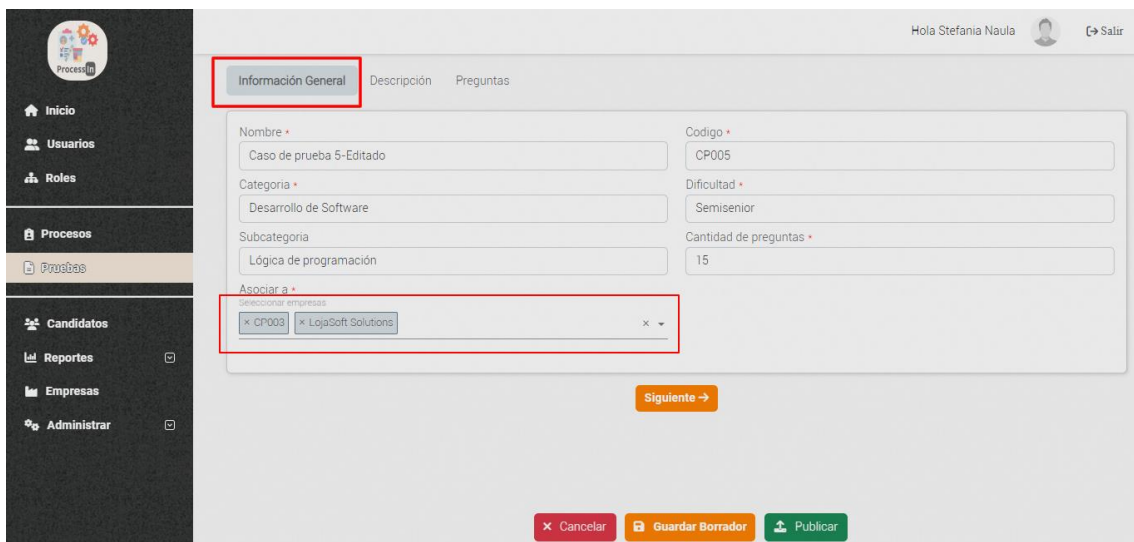 Process In
Hola Stefania Naula
Salir
Inicio
Usuarios
Roles
Procesos
Pruebas
Candidatos
Reportes
Empresas
Administrar
Información General Descripción Preguntas
Nombre *
Caso de prueba 5-Editado
Codigo *
CP005
Categoria *
Desarrollo de Software
Dificultad *
Semisenior
Subcategoria
Lógica de programación
Cantidad de preguntas *
15
Asociar a *
Seleccionar empresas
× CP003 × LojaSoft Solutions × 
Siguiente →
× Cancelar Guardar Borrador Publicar